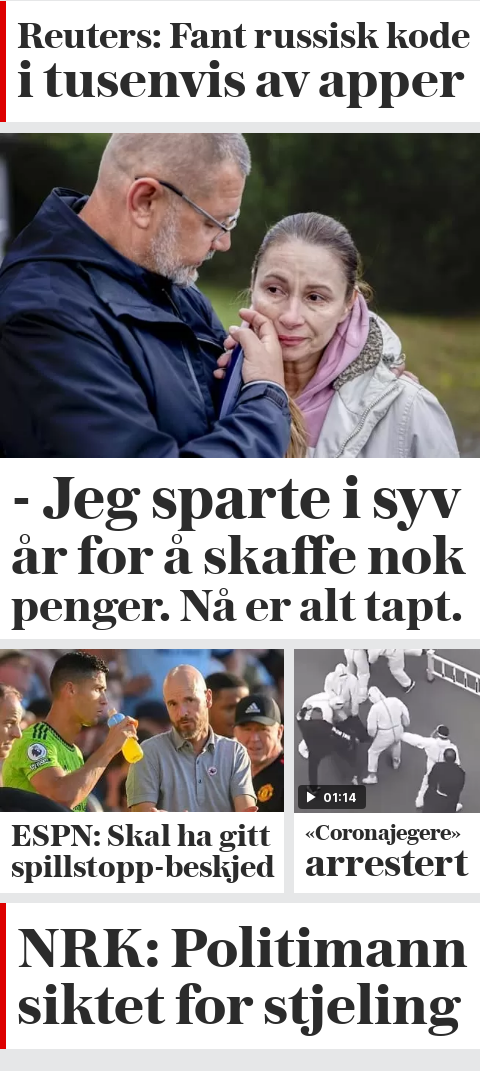 Reuters: Fant russisk kode
i tusenvis av apper
- Jeg sparte i syv
år for å skaffe nok
penger. Nå er alt tapt.
01:14
ESPN: Skal ha gitt
spillstopp-beskjed
«Coronajegere»
arrestert
NRK: Politimann
siktet for stjeling